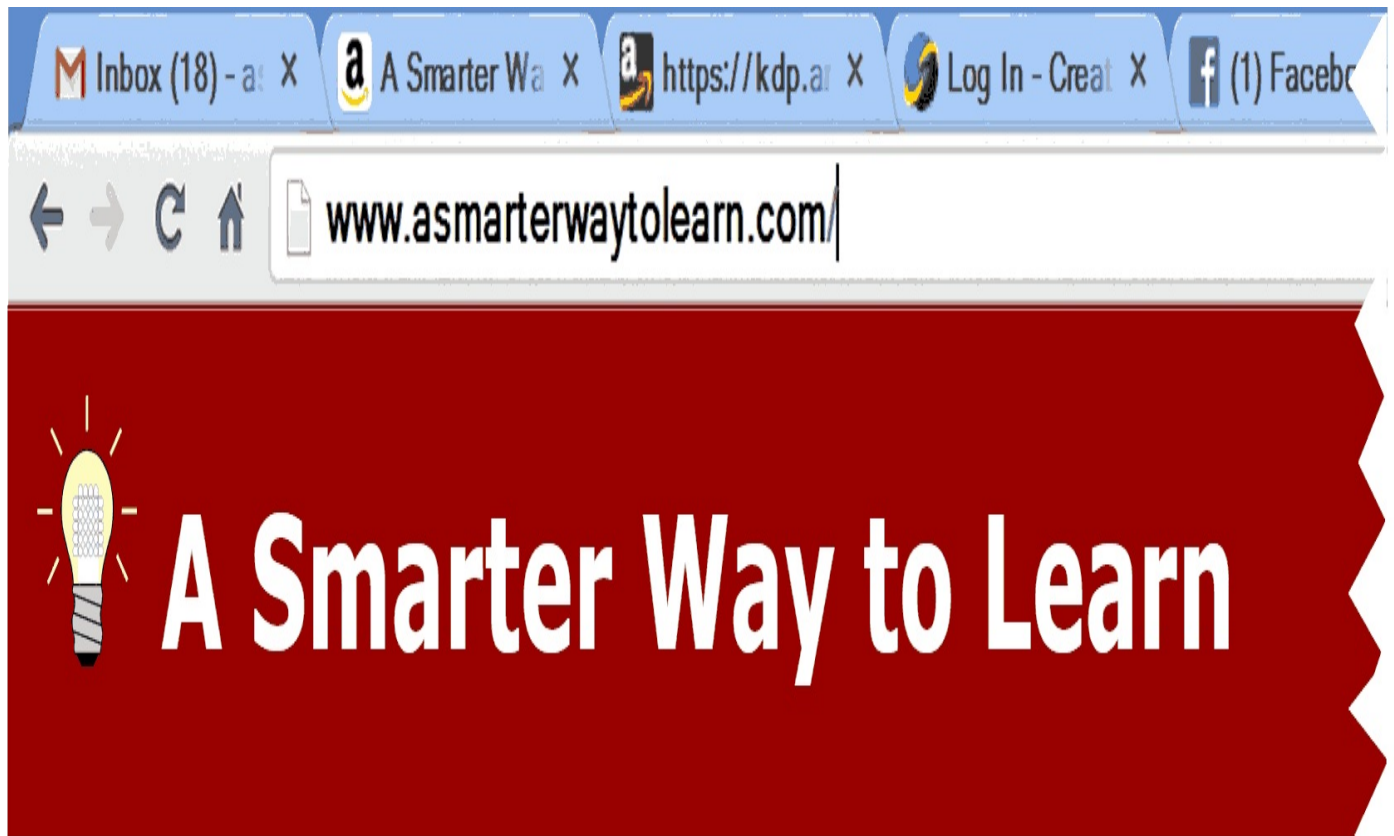 Inbox (18) - a
A Smarter Wa
https://kdp.a
Log In - Creat
(1) Facebo
www.asmarterwaytolearn.com/
A Smarter Way to Learn